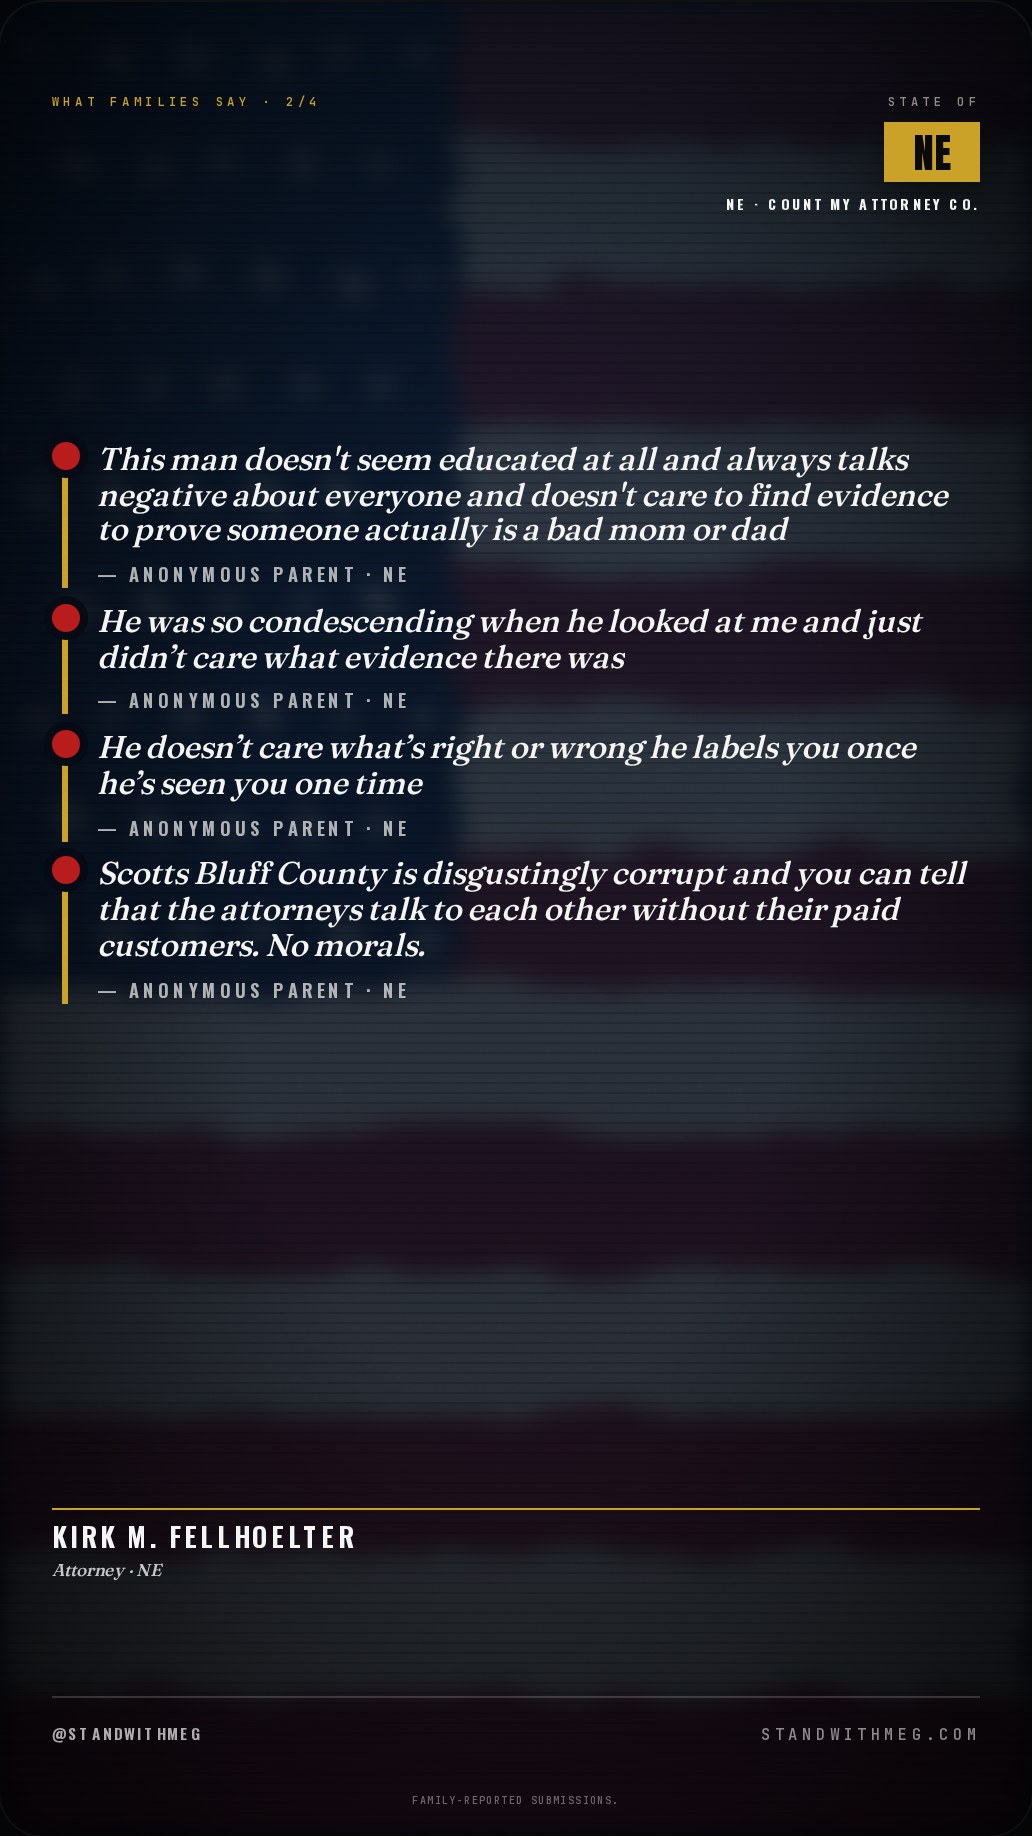 WHAT FAMILIES SAY · 2/4
STATE OF
NE
NE · COUNT MY ATTORNEY CO.
This man doesn't seem educated at all and always talks
negative about everyone and doesn't care to find evidence
to prove someone actually is a bad mom or dad
— ANONYMOUS PARENT · NE
He was so condescending when he looked at me and just
didn’t care what evidence there was
— ANONYMOUS PARENT · NE
He doesn’t care what’s right or wrong he labels you once
he’s seen you one time
— ANONYMOUS PARENT · NE
Scotts Bluff County is disgustingly corrupt and you can tell
that the attorneys talk to each other without their paid
customers. No morals.
— ANONYMOUS PARENT · NE
KIRK M. FELLHOELTER
Attorney · NE
@STANDWITHMEG
STANDWITHMEG.COM
FAMILY-REPORTED SUBMISSIONS.